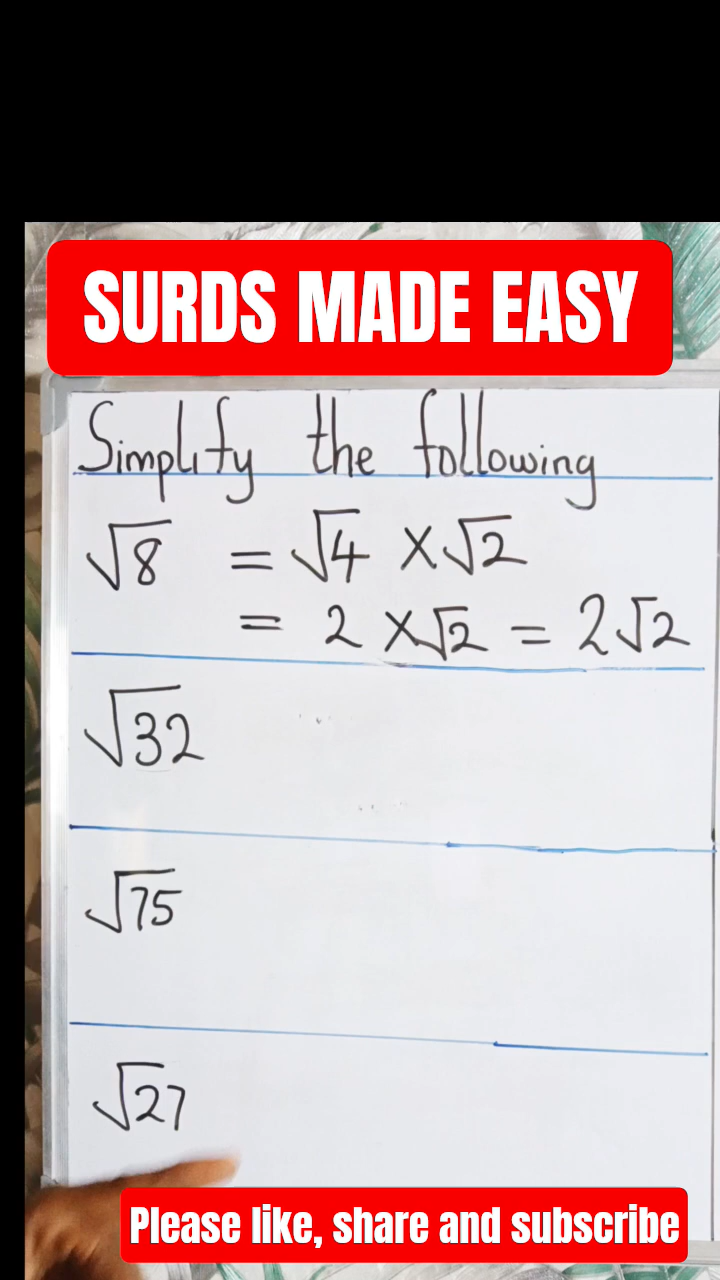 SURDS MADE EASY
Simplify the following
√8 = √4 ×√2
= 2 ×√2 = 2√2
√32
√75
√27
Please like, share and subscribe